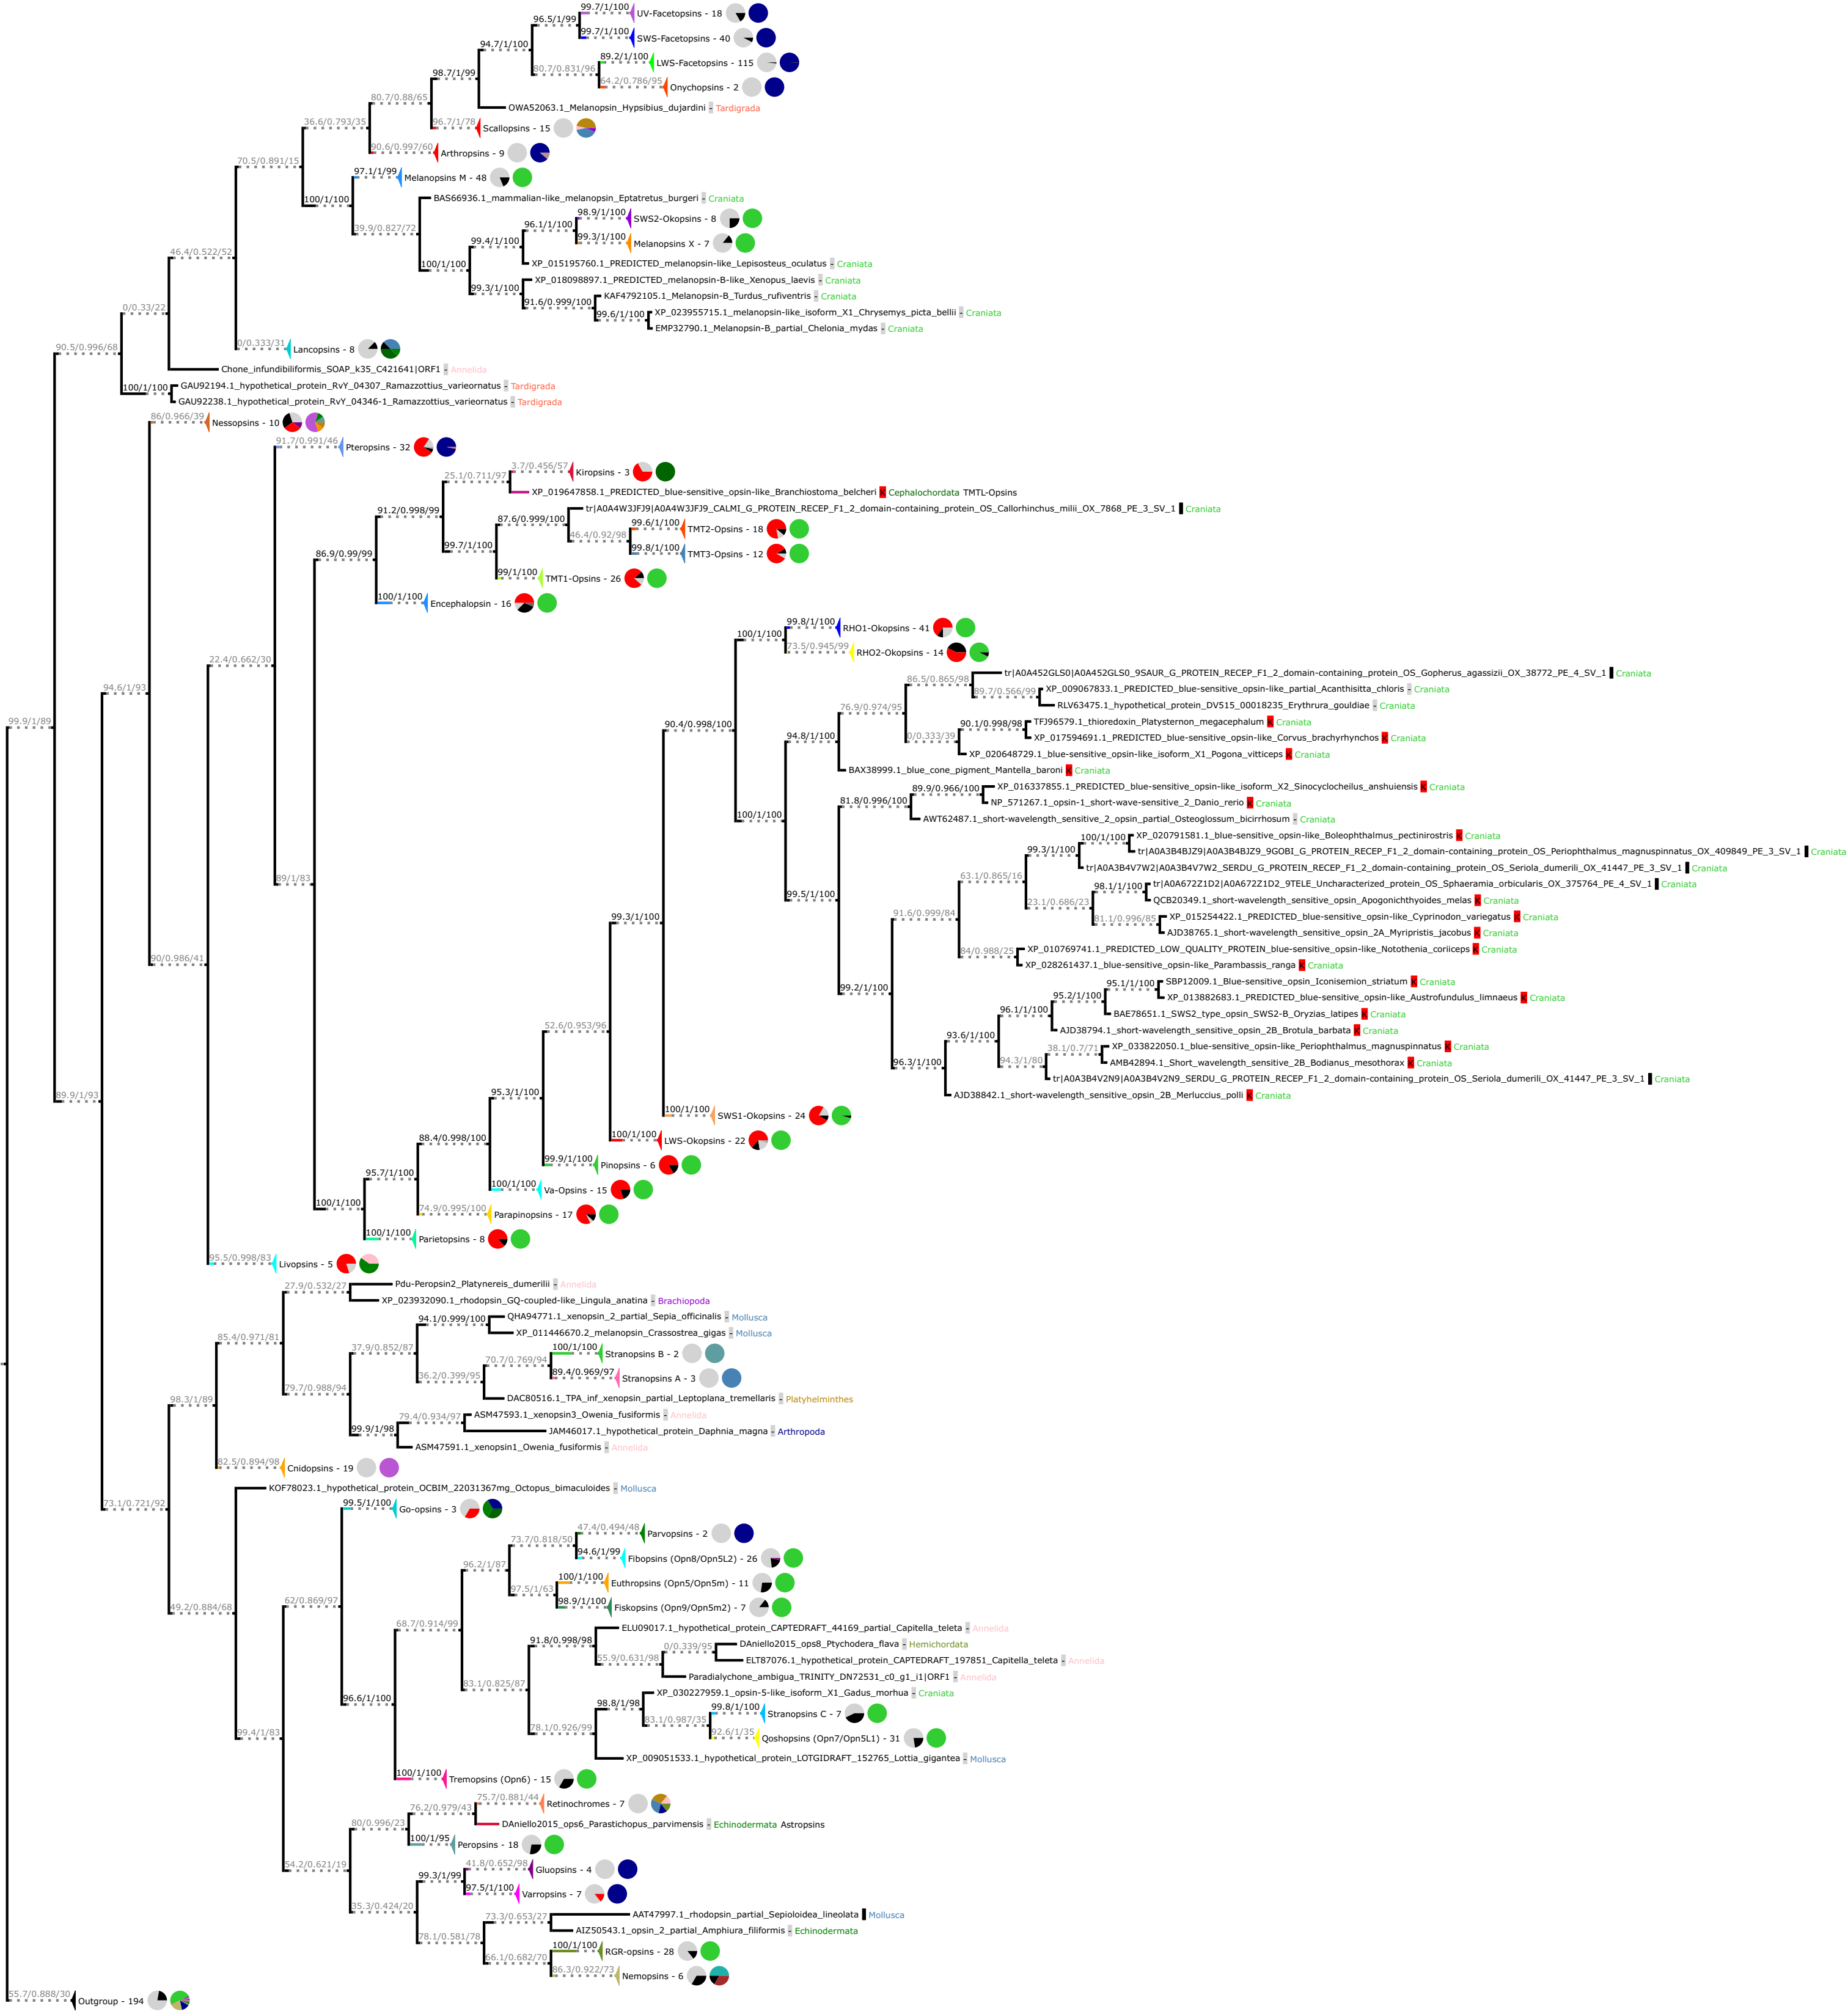 99.7/1/100 UV-Facetopsins - 18
96.5/1/99
99.7/1/100 SWS-Facetopsins - 40
94.7/1/100
89.2/1/100 LWS-Facetopsins - 115
80.7/0.831/96
98.7/1/99
64.2/0.786/95 Onychopsins - 2
80.7/0.88/65
OWA52063.1_Melanopsin_Hypsibius_dujardini - Tardigrada
36.6/0.793/35
96.7/1/78 Scallopsins - 15
90.6/0.997/60 Arthropsins - 9
70.5/0.891/15
97.1/1/99 Melanopsins M - 48
BAS66936.1_mammalian-like_melanopsin_Eptatretus_burgeri - Craniata
100/1/100
98.9/1/100 SWS2-Okopsins - 8
96.1/1/100
39.9/0.827/72
99.3/1/100 Melanopsins X - 7
99.4/1/100
46.4/0.522/52
XP_015195760.1_PREDICTED_melanopsin-like_Lepisosteus_oculatus - Craniata
100/1/100
XP_018098897.1_PREDICTED_melanopsin-B-like_Xenopus_laevis - Craniata
99.3/1/100
KAF4792105.1_Melanopsin-B_Turdus_rufiventris - Craniata
91.6/0.999/100
0/0.33/22
XP_023955715.1_melanopsin-like_isoform_X1_Chrysemys_picta_bellii - Craniata
99.6/1/100
EMP32790.1_Melanopsin-B_partial_Chelonia_mydas - Craniata
90.5/0.996/68
0/0.333/31 Lancopsins - 8
Chone_infundibiliformis_SOAP_k35_C421641|ORF1 - Annelida
GAU92194.1_hypothetical_protein_RvY_04307_Ramazzottius_varieornatus - Tardigrada
100/1/100
GAU92238.1_hypothetical_protein_RvY_04346-1_Ramazzottius_varieornatus - Tardigrada
86/0.966/39 Nessopsins - 10
91.7/0.991/46 Pteropsins - 32
3.7/0.456/57 Kiropsins - 3
25.1/0.711/97
XP_019647858.1_PREDICTED_blue-sensitive_opsin-like_Branchiostoma_belcheri K Cephalochordata TMTL-Opsins
91.2/0.998/99
tr|A0A4W3JFJ9|A0A4W3JFJ9_CALMI_G_PROTEIN_RECEP_F1_2_domain-containing_protein_OS_Callorhinchus_milii_OX_7868_PE_3_SV_1 Craniata
87.6/0.999/100
99.6/1/100 TMT2-Opsins - 18
46.4/0.92/98
99.7/1/100
99.8/1/100 TMT3-Opsins - 12
86.9/0.99/99
99/1/100 TMT1-Opsins - 26
100/1/100 Encephalopsin - 16
99.8/1/100 RHO1-Okopsins - 41
100/1/100
73.5/0.945/99 RHO2-Okopsins - 14
22.4/0.662/30
tr|A0A452GLS0|A0A452GLS0_9SAUR_G_PROTEIN_RECEP_F1_2_domain-containing_protein_OS_Gopherus_agassizii_OX_38772_PE_4_SV_1 Craniata
86.5/0.865/98
XP_009067833.1_PREDICTED_blue-sensitive_opsin-like_partial_Acanthisitta_chloris - Craniata
94.6/1/93
89.7/0.566/99
RLV63475.1_hypothetical_protein_DV515_00018235_Erythrura_gouldiae - Craniata
76.9/0.974/95
TFJ96579.1_thioredoxin_Platysternon_megacephalum K Craniata
90.1/0.998/98
99.9/1/89
90.4/0.998/100
XP_017594691.1_PREDICTED_blue-sensitive_opsin-like_Corvus_brachyrhynchos K Craniata
94.8/1/100
0/0.333/39
XP_020648729.1_blue-sensitive_opsin-like_isoform_X1_Pogona_vitticeps K Craniata
BAX38999.1_blue_cone_pigment_Mantella_baroni K Craniata
XP_016337855.1_PREDICTED_blue-sensitive_opsin-like_isoform_X2_Sinocyclocheilus_anshuiensis K Craniata
89.9/0.966/100
NP_571267.1_opsin-1_short-wave-sensitive_2_Danio_rerio K Craniata
81.8/0.996/100
100/1/100
AWT62487.1_short-wavelength_sensitive_2_opsin_partial_Osteoglossum_bicirrhosum - Craniata
XP_020791581.1_blue-sensitive_opsin-like_Boleophthalmus_pectinirostris K Craniata
100/1/100
tr|A0A3B4BJZ9|A0A3B4BJZ9_9GOBI_G_PROTEIN_RECEP_F1_2_domain-containing_protein_OS_Periophthalmus_magnuspinnatus_OX_409849_PE_3_SV_1 Craniata
99.3/1/100
tr|A0A3B4V7W2|A0A3B4V7W2_SERDU_G_PROTEIN_RECEP_F1_2_domain-containing_protein_OS_Seriola_dumerili_OX_41447_PE_3_SV_1 Craniata
63.1/0.865/16
89/1/83
tr|A0A672Z1D2|A0A672Z1D2_9TELE_Uncharacterized_protein_OS_Sphaeramia_orbicularis_OX_375764_PE_4_SV_1 Craniata
98.1/1/100
99.5/1/100
QCB20349.1_short-wavelength_sensitive_opsin_Apogonichthyoides_melas K Craniata
23.1/0.686/23
91.6/0.999/84
XP_015254422.1_PREDICTED_blue-sensitive_opsin-like_Cyprinodon_variegatus K Craniata
81.1/0.996/85
99.3/1/100
AJD38765.1_short-wavelength_sensitive_opsin_2A_Myripristis_jacobus K Craniata
XP_010769741.1_PREDICTED_LOW_QUALITY_PROTEIN_blue-sensitive_opsin-like_Notothenia_coriiceps K Craniata
84/0.988/25
90/0.986/41
XP_028261437.1_blue-sensitive_opsin-like_Parambassis_ranga K Craniata
SBP12009.1_Blue-sensitive_opsin_Iconisemion_striatum K Craniata
95.1/1/100
99.2/1/100
XP_013882683.1_PREDICTED_blue-sensitive_opsin-like_Austrofundulus_limnaeus K Craniata
95.2/1/100
BAE78651.1_SWS2_type_opsin_SWS2-B_Oryzias_latipes K Craniata
96.1/1/100
52.6/0.953/96
AJD38794.1_short-wavelength_sensitive_opsin_2B_Brotula_barbata K Craniata
93.6/1/100
XP_033822050.1_blue-sensitive_opsin-like_Periophthalmus_magnuspinnatus K Craniata
38.1/0.7/71
96.3/1/100
94.3/1/80
AMB42894.1_Short_wavelength_sensitive_2B_Bodianus_mesothorax K Craniata
tr|A0A3B4V2N9|A0A3B4V2N9_SERDU_G_PROTEIN_RECEP_F1_2_domain-containing_protein_OS_Seriola_dumerili_OX_41447_PE_3_SV_1 Craniata
89.9/1/93
95.3/1/100
AJD38842.1_short-wavelength_sensitive_opsin_2B_Merluccius_polli K Craniata
100/1/100 SWS1-Okopsins - 24
88.4/0.998/100
100/1/100 LWS-Okopsins - 22
99.9/1/100 Pinopsins - 6
95.7/1/100
100/1/100 Va-Opsins - 15
100/1/100
74.9/0.995/100 Parapinopsins - 17
100/1/100 Parietopsins - 8
95.5/0.998/83 Livopsins - 5
Pdu-Peropsin2_Platynereis_dumerilii - Annelida
27.9/0.532/27
XP_023932090.1_rhodopsin_GQ-coupled-like_Lingula_anatina - Brachiopoda
QHA94771.1_xenopsin_2_partial_Sepia_officinalis - Mollusca
94.1/0.999/100
XP_011446670.2_melanopsin_Crassostrea_gigas - Mollusca
85.4/0.971/81
37.9/0.852/87
100/1/100 Stranopsins B - 2
70.7/0.769/94
89.4/0.969/97 Stranopsins A - 3
36.2/0.399/95
79.7/0.988/94
DAC80516.1_TPA_inf_xenopsin_partial_Leptoplana_tremellaris - Platyhelminthes
98.3/1/89
ASM47593.1_xenopsin3_Owenia_fusiformis - Annelida
79.4/0.934/97
JAM46017.1_hypothetical_protein_Daphnia_magna - Arthropoda
99.9/1/98
ASM47591.1_xenopsin1_Owenia_fusiformis - Annelida
82.5/0.894/98 Cnidopsins - 19
KOF78023.1_hypothetical_protein_OCBIM_22031367mg_Octopus_bimaculoides - Mollusca
73.1/0.721/92
99.5/1/100 Go-opsins - 3
47.4/0.494/48 Parvopsins - 2
73.7/0.818/50
94.6/1/99 Fibopsins (Opn8/Opn5L2) - 26
96.2/1/87
100/1/100 Euthropsins (Opn5/Opn5m) - 11
97.5/1/63
62/0.869/97
98.9/1/100 Fiskopsins (Opn9/Opn5m2) - 7
49.2/0.884/68
68.7/0.914/99
ELU09017.1_hypothetical_protein_CAPTEDRAFT_44169_partial_Capitella_teleta - Annelida
91.8/0.998/98
DAniello2015_ops8_Ptychodera_flava - Hemichordata
0/0.339/95
ELT87076.1_hypothetical_protein_CAPTEDRAFT_197851_Capitella_teleta - Annelida
55.9/0.631/98
Paradialychone_ambigua_TRINITY_DN72531_c0_g1_i1|ORF1 - Annelida
83.1/0.825/87
XP_030227959.1_opsin-5-like_isoform_X1_Gadus_morhua - Craniata
96.6/1/100
98.8/1/98
99.8/1/100 Stranopsins C - 7
83.1/0.987/35
78.1/0.926/99
92.6/1/35 Qoshopsins (Opn7/Opn5L1) - 31
99.4/1/83
XP_009051533.1_hypothetical_protein_LOTGIDRAFT_152765_Lottia_gigantea - Mollusca
100/1/100 Tremopsins (Opn6) - 15
75.7/0.881/44 Retinochromes - 7
76.2/0.979/43
DAniello2015_ops6_Parastichopus_parvimensis - Echinodermata Astropsins
80/0.996/23
100/1/95 Peropsins - 18
54.2/0.621/19
41.8/0.652/98 Gluopsins - 4
99.3/1/99
97.5/1/100 Varropsins - 7
35.3/0.424/20
AAT47997.1_rhodopsin_partial_Sepioloidea_lineolata Mollusca
73.3/0.653/27
AIZ50543.1_opsin_2_partial_Amphiura_filiformis - Echinodermata
78.1/0.581/78
100/1/100 RGR-opsins - 28
66.1/0.682/70
86.3/0.922/73 Nemopsins - 6
55.7/0.888/30 Outgroup - 194